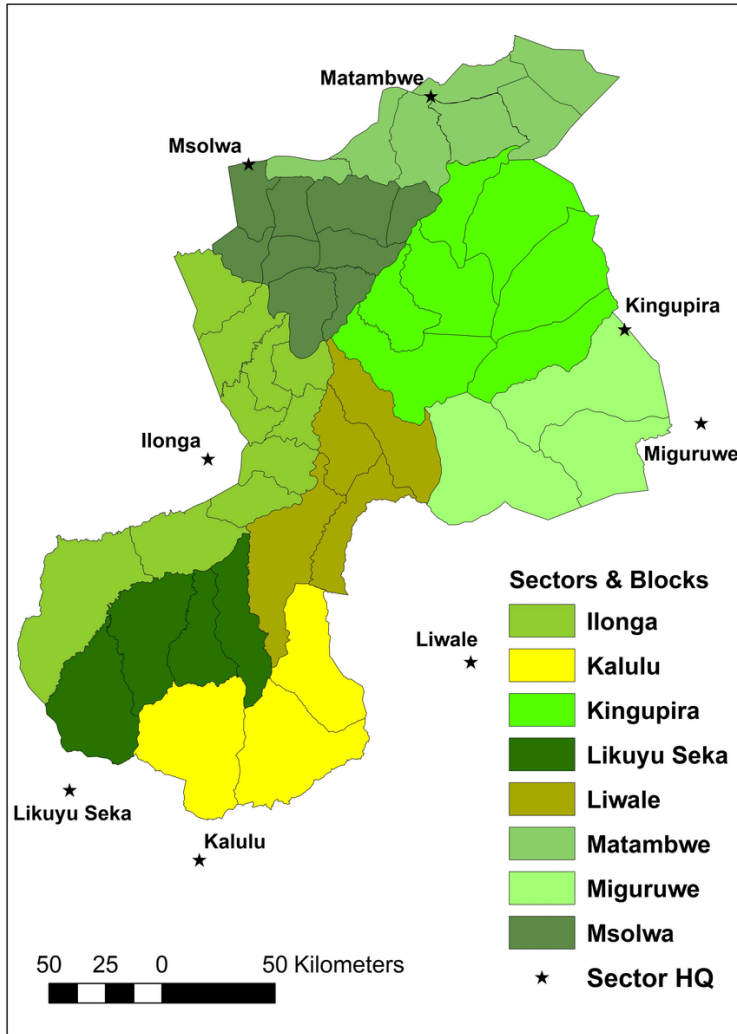 Matambwe
Msolwa
Kingupira
Ilonga
Miguruwe
Liwale
Likuyu Seka
Kalulu
Sectors & Blocks
Ilonga
Kalulu
Kingupira
Likuyu Seka
Liwale
Matambwe
Miguruwe
Msolwa
Sector HQ
50 25 0 50 Kilometers